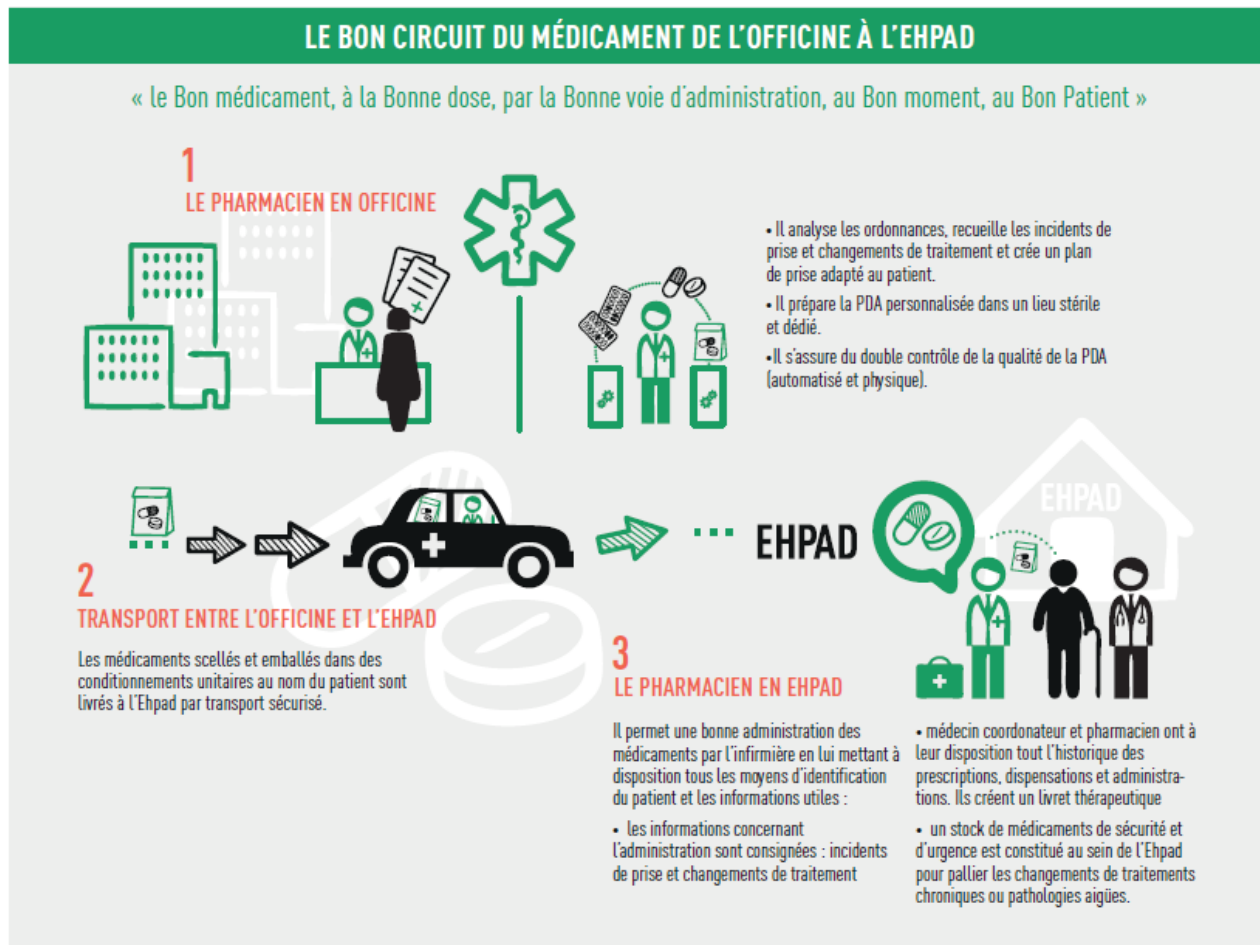 LE BON CIRCUIT DU MÉDICAMENT DE L'OFFICINE À L'EHPAD
« le Bon médicament, à la Bonne dose, par la Bonne voie d'administration, au Bon moment, au Bon Patient »
1
LE PHARMACIEN EN OFFICINE
• Il analyse les ordonnances, recueille les incidents de
prise et changements de traitement et crée un plan
de prise adapté au patient.
• Il prépare la PDA personnalisée dans un lieu stérile
et dédié.
•Il s'assure du double contrôle de la qualité de la PDA
(automatisé et physique).
EHPAD
EHPAD
2
TRANSPORT ENTRE L'OFFICINE ET L'EHPAD
Les médicaments scellés et emballés dans des
conditionnements unitaires au nom du patient sont
livrés à l'Ehpad par transport sécurisé.
3
LE PHARMACIEN EN EHPAD
Il permet une bonne administration des
médicaments par l'infirmière en lui mettant à
disposition tous les moyens d'identification
du patient et les informations utiles :
• les informations concernant
l'administration sont consignées : incidents
de prise et changements de traitement
• médecin coordonateur et pharmacien ont à
leur disposition tout l'historique des
prescriptions, dispensations et administra-
tions. Ils créent un livret thérapeutique
• un stock de médicaments de sécurité et
d'urgence est constitué au sein de l'Ehpad
pour pallier les changements de traitements
chroniques ou pathologies aigües.